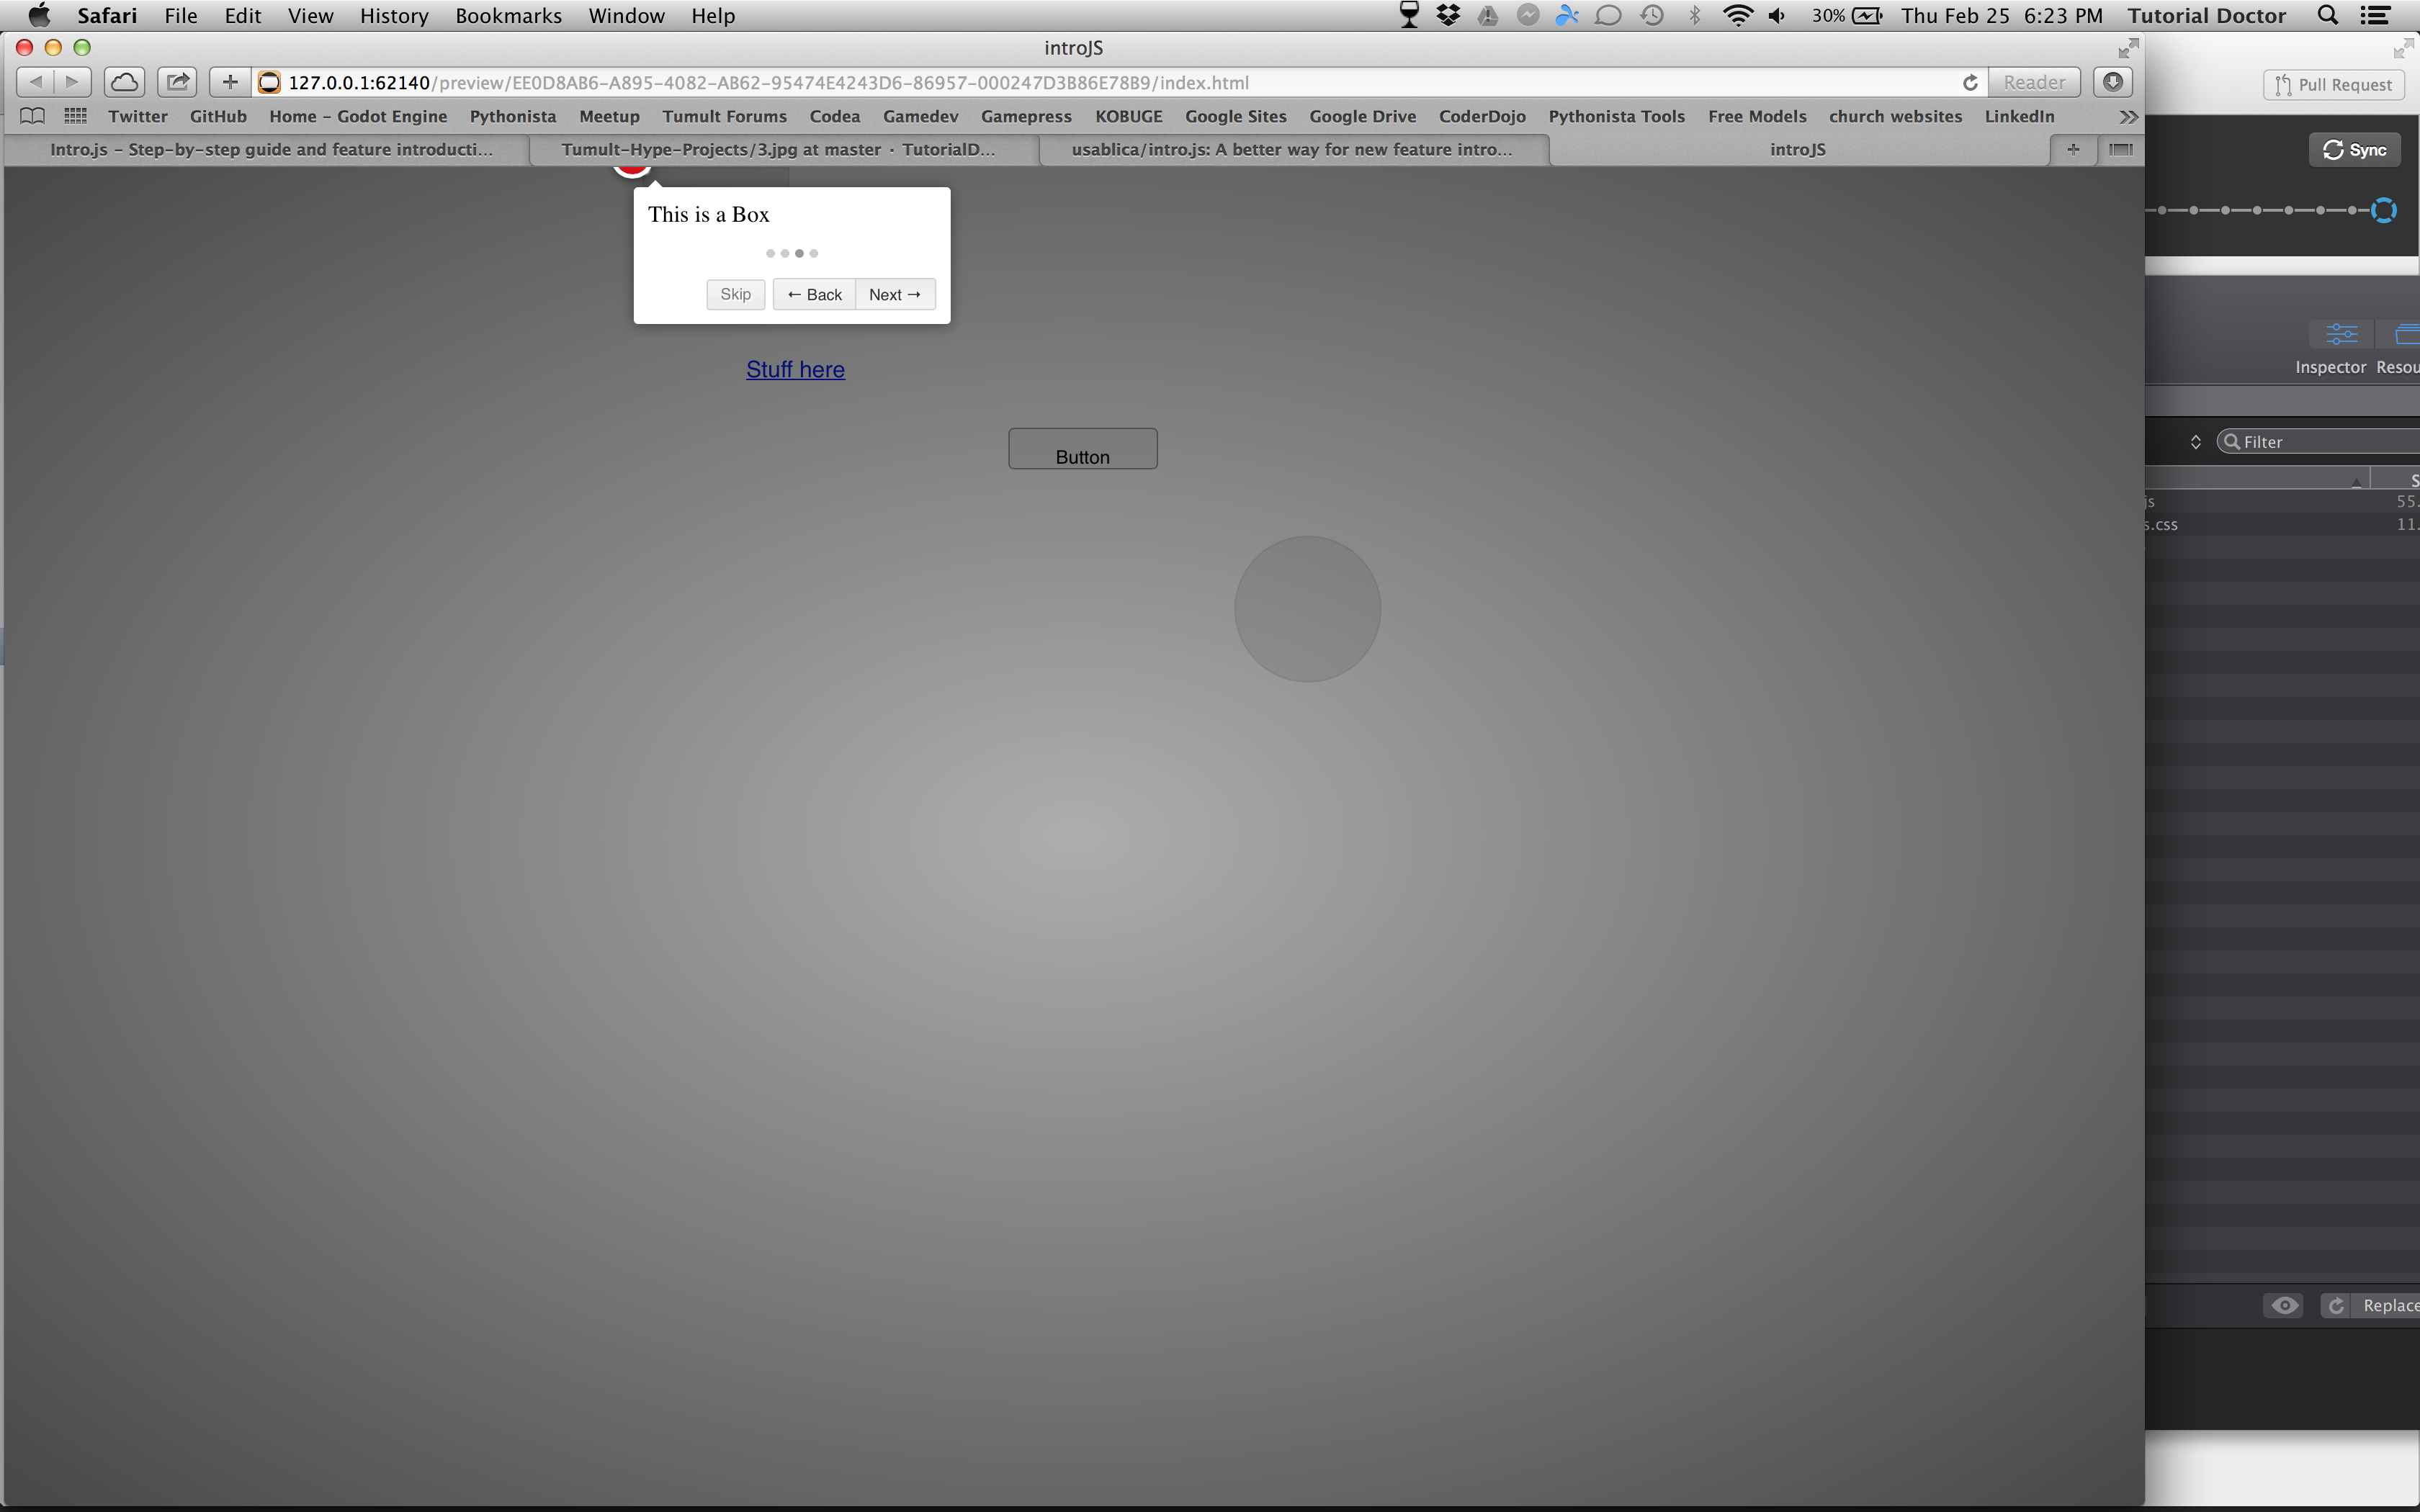 Safari File Edit View History Bookmarks Window Help 30% Thu Feb 25 6:23 PM Tutorial Doctor
introJS
127.0.0.1:62140/preview/EE0D8AB6-A895-4082-AB62-95474E4243D6-86957-000247D3B86E78B9/index.html Reader
Pull Request
Twitter GitHub Home – Godot Engine Pythonista Meetup Tumult Forums Codea Gamedev Gamepress KOBUGE Google Sites Google Drive CoderDojo Pythonista Tools Free Models church websites LinkedIn
Intro.js – Step-by-step guide and feature introducti... Tumult-Hype-Projects/3.jpg at master · TutorialD... usablica/intro.js: A better way for new feature intro... introJS
Sync
This is a Box
Skip ← Back Next →
Inspector Resou
Stuff here
Filter
Button
S
js 55.
s.css 11.
Replace